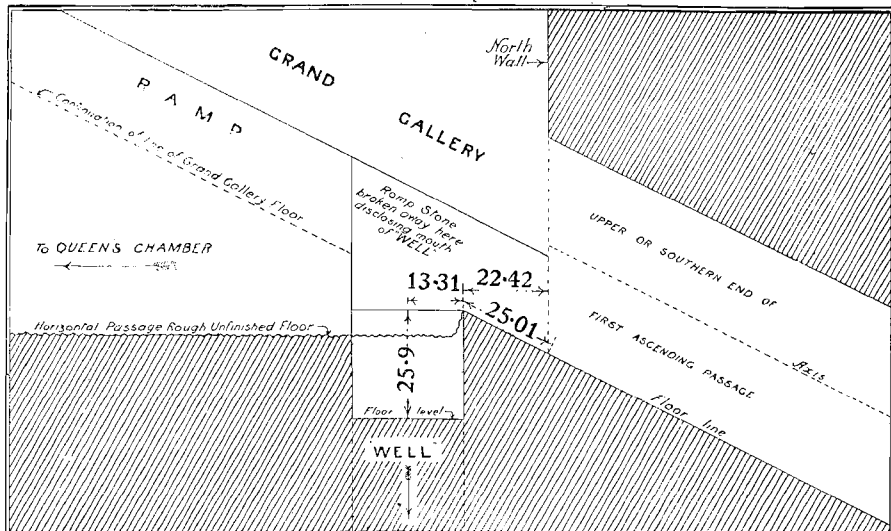 North
Wall
GRAND
GALLERY
RAMP
Continuation of line of Grand Gallery Floor
Ramp Stone
broken away here
disclosing mouth
of "WELL"
To QUEENS CHAMBER
UPPER OR SOUTHERN END OF
FIRST ASCENDING PASSAGE
Axis
Floor line
13·31
22·42
25·01
Horizontal Passage Rough Unfinished Floor
25·9
Floor level
"WELL"